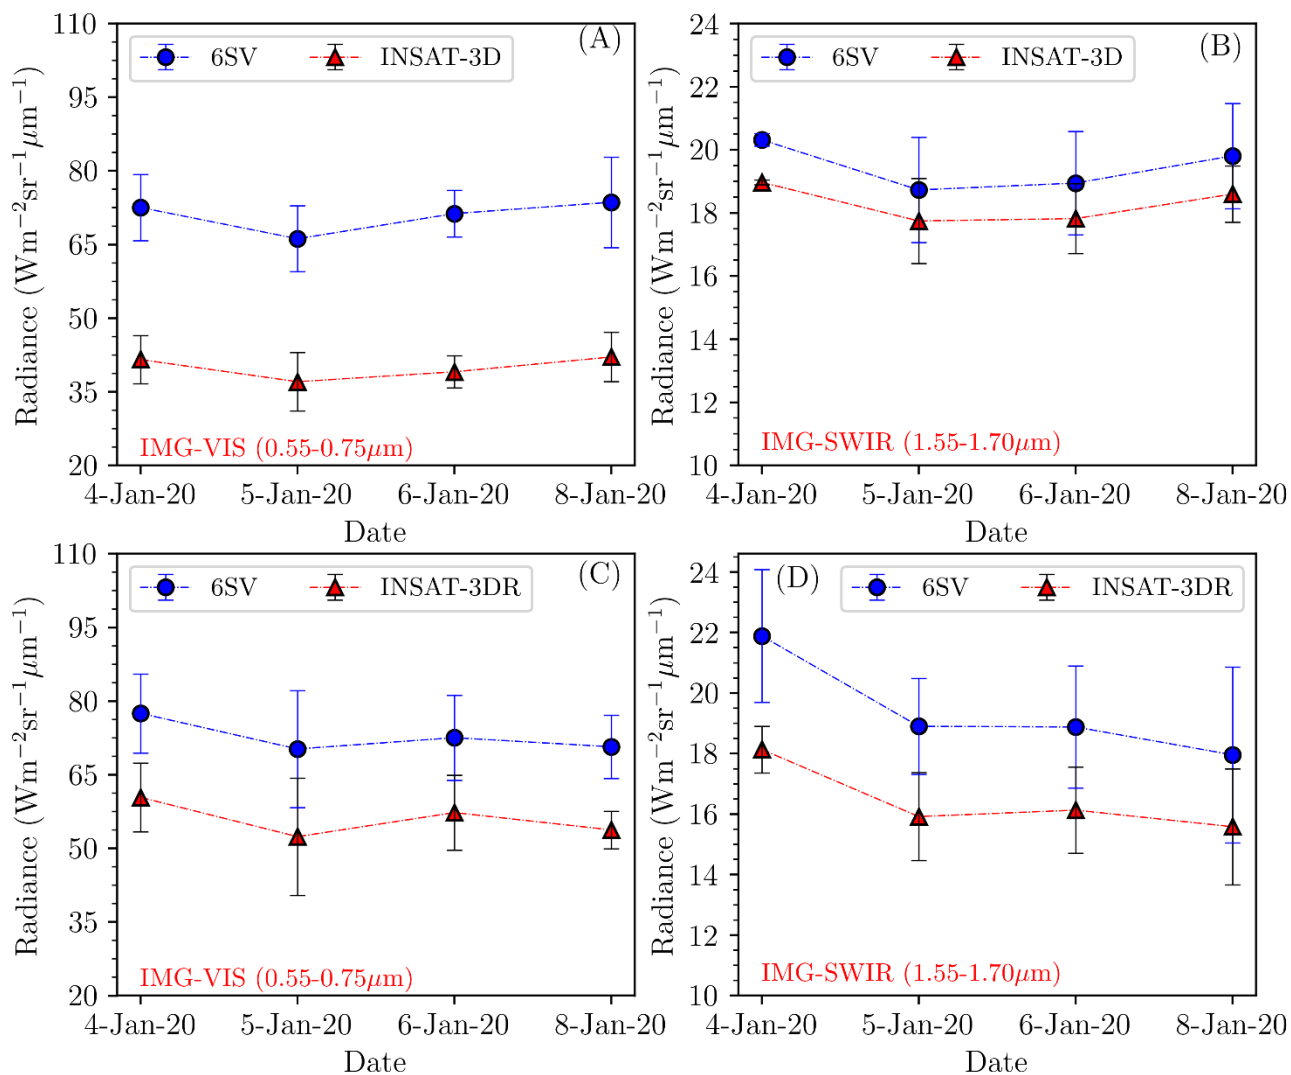 6SV INSAT-3D (A)
110
95
80
65
50
35
20
Radiance (Wm−2sr−1μm−1)
IMG-VIS (0.55-0.75μm)
4-Jan-20 5-Jan-20 6-Jan-20 8-Jan-20
Date
6SV INSAT-3D (B)
24
22
20
18
16
14
12
10
Radiance (Wm−2sr−1μm−1)
IMG-SWIR (1.55-1.70μm)
4-Jan-20 5-Jan-20 6-Jan-20 8-Jan-20
Date
6SV INSAT-3DR (C)
110
95
80
65
50
35
20
Radiance (Wm−2sr−1μm−1)
IMG-VIS (0.55-0.75μm)
4-Jan-20 5-Jan-20 6-Jan-20 8-Jan-20
Date
(D) 6SV INSAT-3DR
24
22
20
18
16
14
12
10
Radiance (Wm−2sr−1μm−1)
IMG-SWIR (1.55-1.70μm)
4-Jan-20 5-Jan-20 6-Jan-20 8-Jan-20
Date